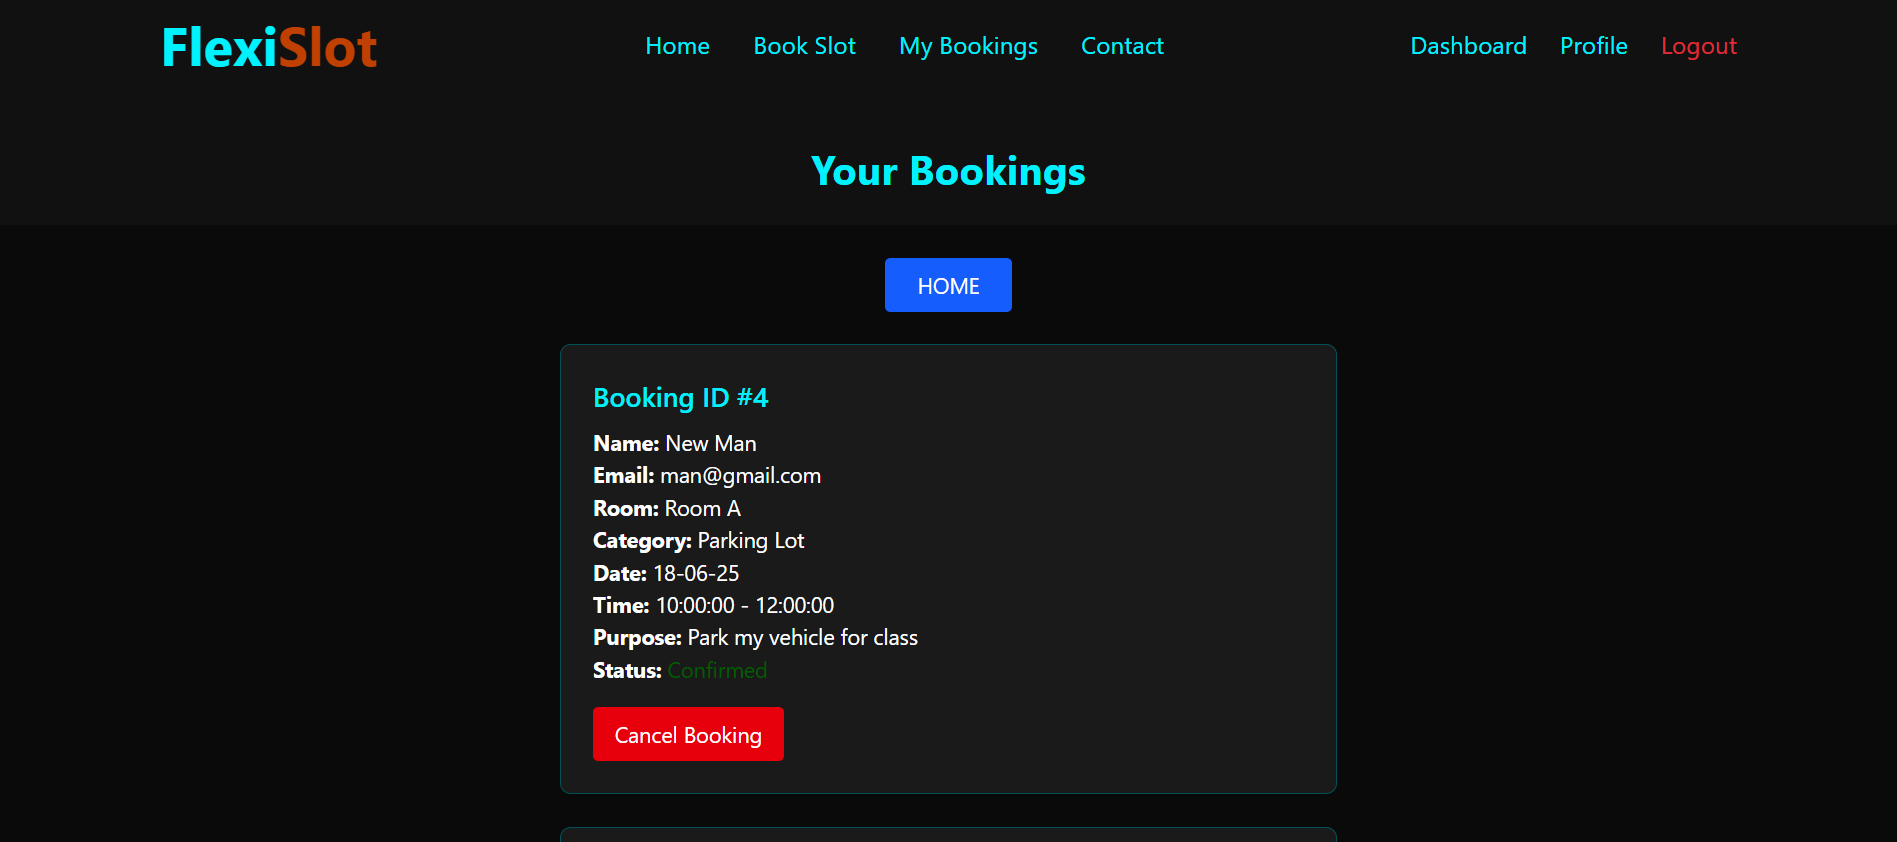 FlexiSlot
Home Book Slot My Bookings Contact
Dashboard Profile Logout
Your Bookings
HOME
Booking ID #4
Name: New Man
Email: man@gmail.com
Room: Room A
Category: Parking Lot
Date: 18-06-25
Time: 10:00:00 - 12:00:00
Purpose: Park my vehicle for class
Status: Confirmed
Cancel Booking